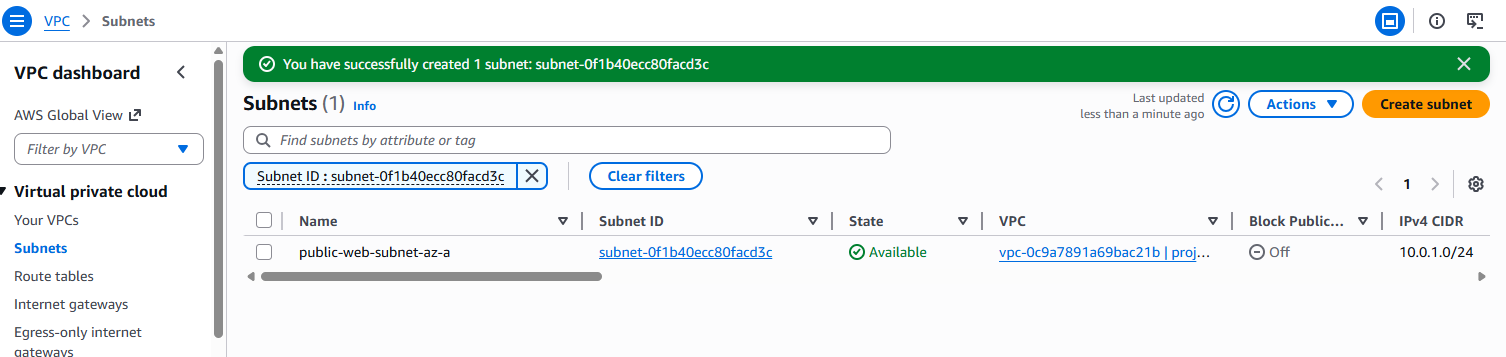 VPC > Subnets
VPC dashboard
AWS Global View
Filter by VPC
Virtual private cloud
Your VPCs
Subnets
Route tables
Internet gateways
Egress-only internet
gateways
You have successfully created 1 subnet: subnet-0f1b40ecc80facd3c
Subnets (1) Info
Last updated
less than a minute ago
Actions
Create subnet
Find subnets by attribute or tag
Subnet ID : subnet-0f1b40ecc80facd3c
Clear filters
1
Name Subnet ID State VPC Block Public... IPv4 CIDR
public-web-subnet-az-a subnet-0f1b40ecc80facd3c Available vpc-0c9a7891a69bac21b | proj... Off 10.0.1.0/24